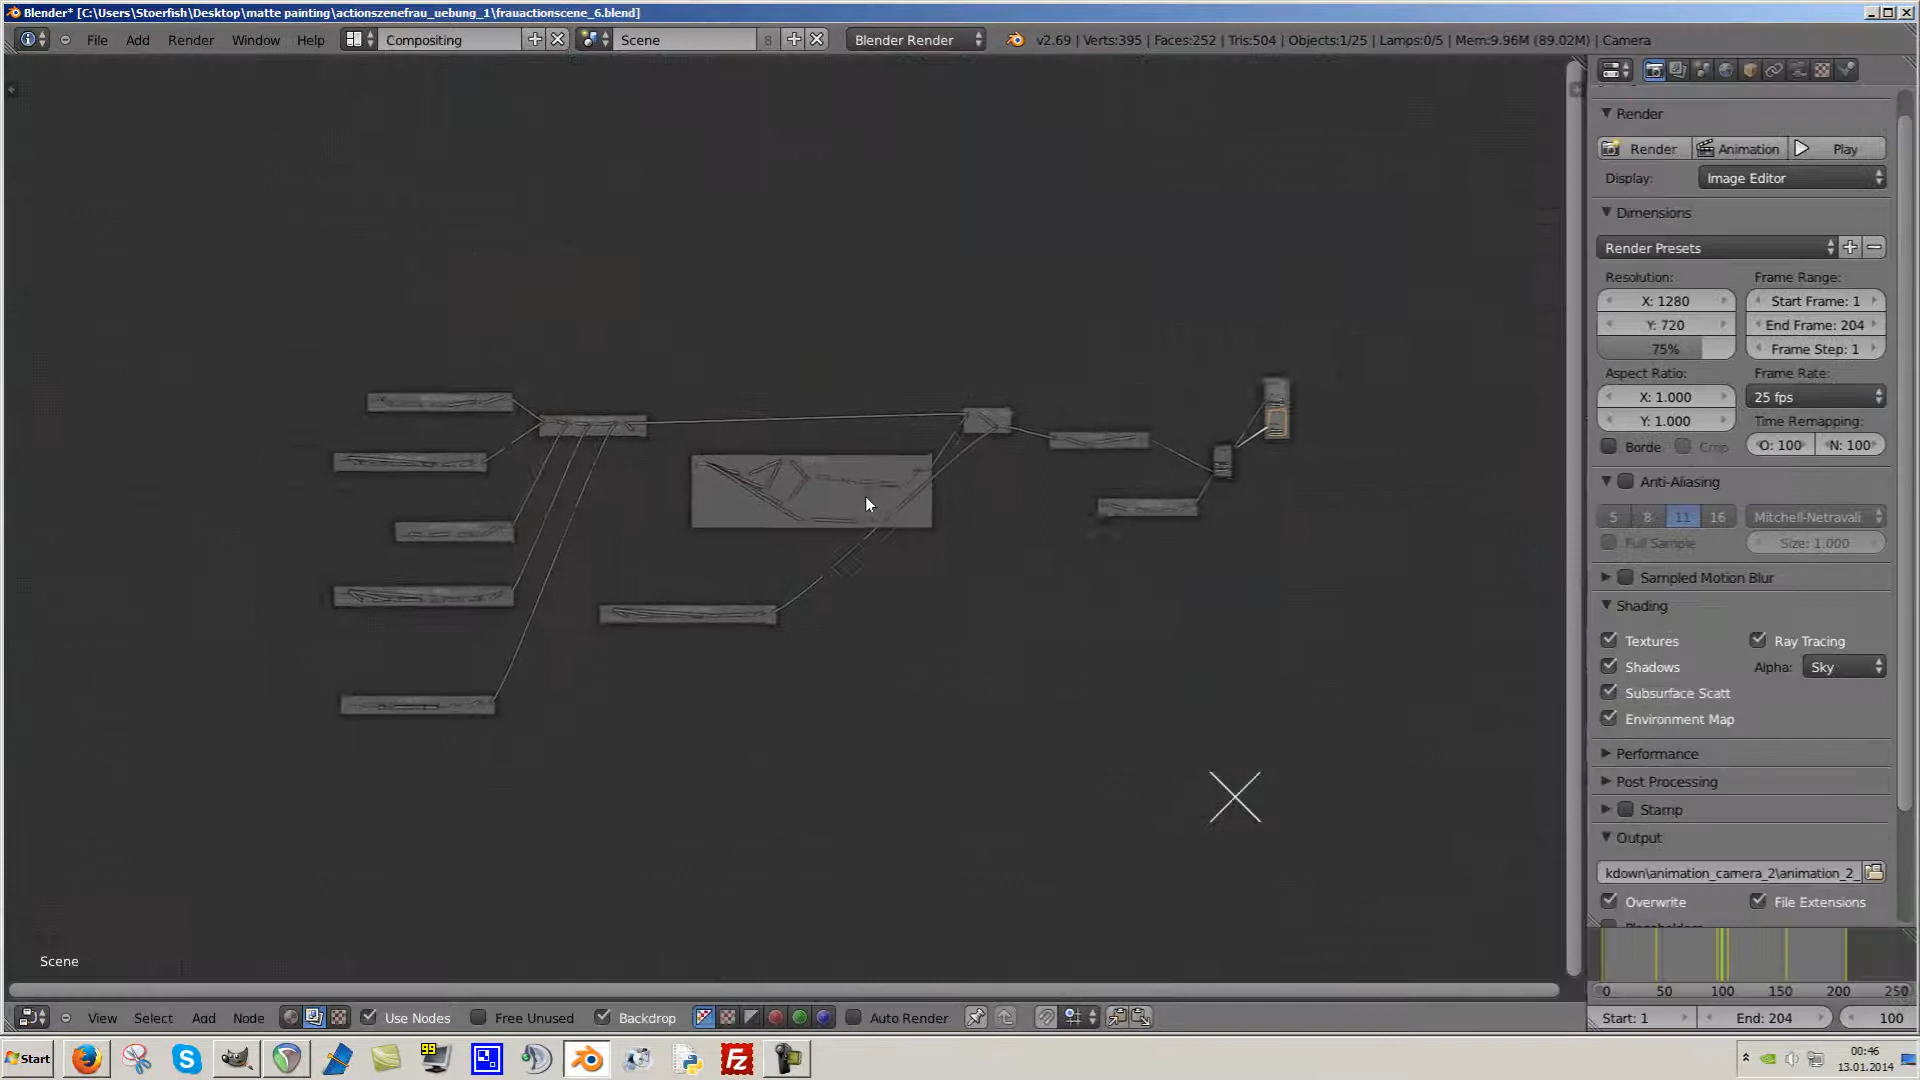 Blender* [C:\Users\Stoerfish\Desktop\matte painting\actionszenefrau_uebung_1\frauactionscene_6.blend]
File Add Render Window Help Compositing Scene 8 Blender Render v2.69 | Verts:395 | Faces:252 | Tris:504 | Objects:1/25 | Lamps:0/5 | Mem:9.96M (89.02M) | Camera
Render
Render Animation Play
Display: Image Editor
Dimensions
Render Presets
Resolution: Frame Range:
X: 1280 Start Frame: 1
Y: 720 End Frame: 204
75% Frame Step: 1
Aspect Ratio: Frame Rate:
X: 1.000 25 fps
Y: 1.000 Time Remapping:
Borde Crop O: 100 N: 100
Anti-Aliasing
5 8 11 16 Mitchell-Netravali
Full Sample Size: 1.000
Sampled Motion Blur
Shading
Textures Ray Tracing
Shadows Alpha: Sky
Subsurface Scatt
Environment Map
Performance
Post Processing
Stamp
Output
kdown\animation_camera_2\animation_2_
Overwrite File Extensions
Scene
0 50 100 150 200 250
View Select Add Node Use Nodes Free Unused Backdrop Auto Render Start: 1 End: 204 100
Start 99 FZ 00:46
13.01.2014